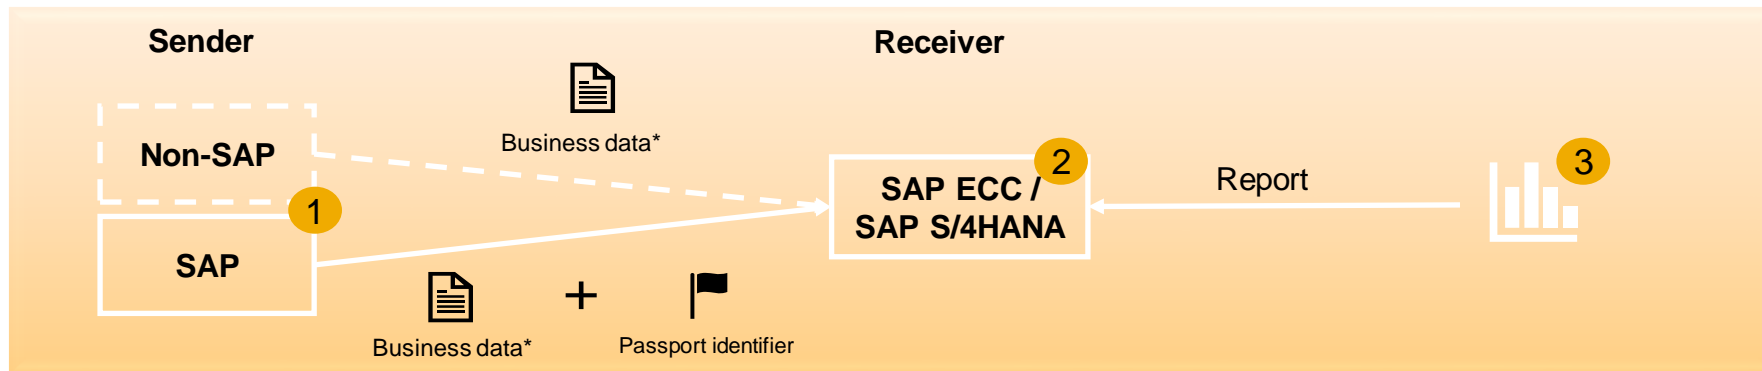 Sender
Receiver
Business data*
Non-SAP
1
SAP
2
SAP ECC /
SAP S/4HANA
Report
3
+
Business data*
Passport identifier